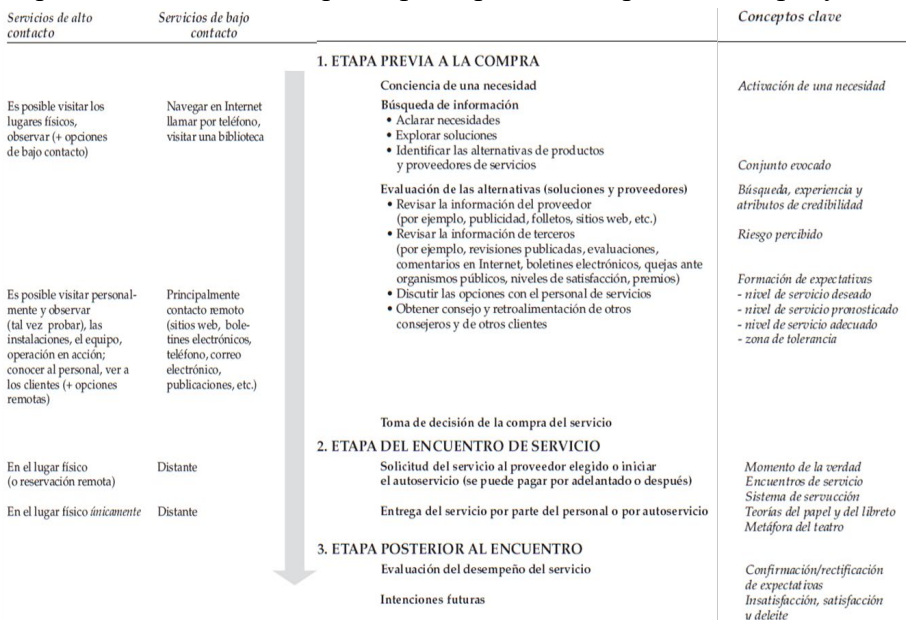 Servicios de alto contacto
Servicios de bajo contacto
Conceptos clave
1. ETAPA PREVIA A LA COMPRA
Conciencia de una necesidad
Activación de una necesidad
Es posible visitar los
lugares físicos,
observar (+ opciones
de bajo contacto)
Navegar en Internet
llamar por teléfono,
visitar una biblioteca
Búsqueda de información
• Aclarar necesidades
• Explorar soluciones
• Identificar las alternativas de productos
y proveedores de servicios
Conjunto evocado
Evaluación de las alternativas (soluciones y proveedores)
• Revisar la información del proveedor
(por ejemplo, publicidad, folletos, sitios web, etc.)
• Revisar la información de terceros
(por ejemplo, revisiones publicadas, evaluaciones,
comentarios en Internet, boletines electrónicos, quejas ante
organismos públicos, niveles de satisfacción, premios)
• Discutir las opciones con el personal de servicios
• Obtener consejo y retroalimentación de otros
consejeros y de otros clientes
Búsqueda, experiencia y
atributos de credibilidad
Riesgo percibido
Formación de expectativas
- nivel de servicio deseado
- nivel de servicio pronosticado
- nivel de servicio adecuado
- zona de tolerancia
Es posible visitar personal-
mente y observar
(tal vez probar), las
instalaciones, el equipo,
operación en acción;
conocer al personal, ver a
los clientes (+ opciones
remotas)
Principalmente
contacto remoto
(sitios web, bole-
tines electrónicos,
teléfono, correo
electrónico,
publicaciones, etc.)
Toma de decisión de la compra del servicio
2. ETAPA DEL ENCUENTRO DE SERVICIO
En el lugar físico
(o reservación remota)
Distante
Solicitud del servicio al proveedor elegido o iniciar
el autoservicio (se puede pagar por adelantado o después)
Momento de la verdad
Encuentros de servicio
Sistema de servucción
Teorías del papel y del libreto
Metáfora del teatro
En el lugar físico únicamente
Distante
Entrega del servicio por parte del personal o por autoservicio
3. ETAPA POSTERIOR AL ENCUENTRO
Evaluación del desempeño del servicio
Confirmación/rectificación
de expectativas
Intenciones futuras
Insatisfacción, satisfacción
y deleite